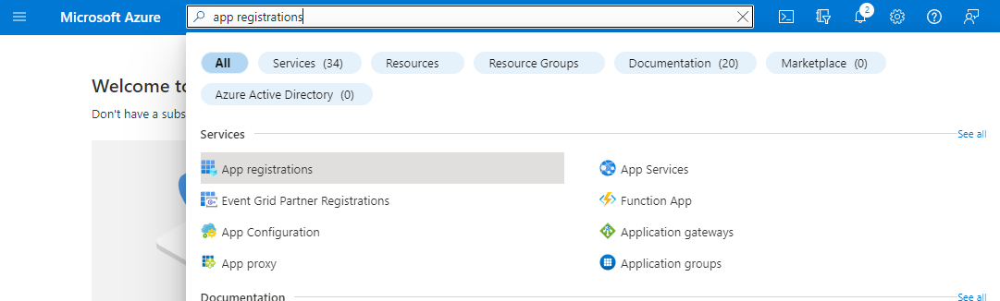 Microsoft Azure
app registrations
2
All Services (34) Resources Resource Groups Documentation (20) Marketplace (0)
Azure Active Directory (0)
Welcome to
Don't have a subs
Services See all
App registrations App Services
Event Grid Partner Registrations Function App
App Configuration Application gateways
App proxy Application groups
Documentation See all